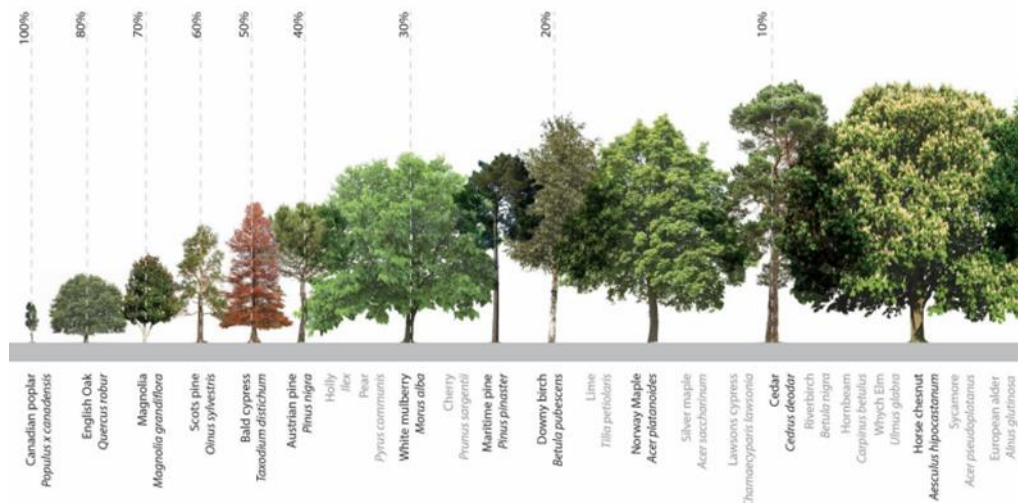 100%
80%
70%
60%
50%
40%
30%
20%
10%
Canadian poplar
Populus x canadensis
English Oak
Quercus robur
Magnolia
Magnolia grandiflora
Scots pine
Oinus sylvestris
Bald cypress
Taxodium distichum
Austrian pine
Pinus nigra
Holly
Ilex
Pear
Pyrus communis
White mulberry
Morus alba
Cherry
Prunus sargentii
Maritime pine
Pinus pinaster
Downy birch
Betula pubescens
Lime
Tilia petiolaris
Norway Maple
Acer platanoides
Silver maple
Acer saccharinum
Lawsons cypress
Chamaecyparis lawsonia
Cedar
Cedrus deodar
Riverbirch
Betula nigra
Hornbeam
Carpinus betulus
Whych Elm
Ulmus glabra
Horse chesnut
Aesculus hipocastanum
Sycamore
Acer pseudoplatanus
European alder
Alnus glutinosa